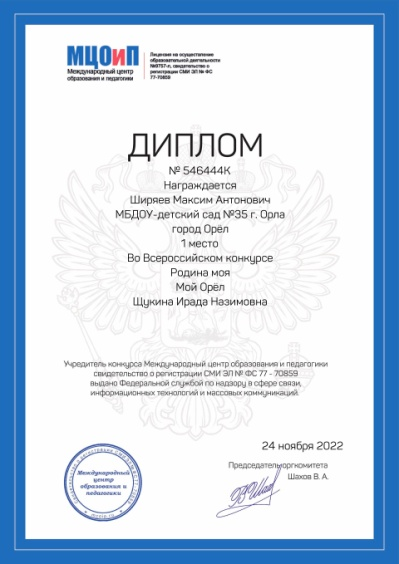 МЦОиП
Международный центр
образования и педагогики
Лицензия на осуществление
образовательной деятельности
№9757-л, свидетельство о
регистрации СМИ ЭЛ № ФС
77-70859
ДИПЛОМ
№ 546444К
Награждается
Ширяев Максим Антонович
МБДОУ-детский сад №35 г. Орла
город Орёл
1 место
Во Всероссийском конкурсе
Родина моя
Мой Орёл
Щукина Ирада Назимовна
Учредитель конкурса Международный центр образования и педагогики
свидетельство о регистрации СМИ ЭЛ № ФС 77 - 70859
выдано Федеральной службой по надзору в сфере связи,
информационных технологий и массовых коммуникаций.
24 ноября 2022
Председательоргкомитета
Шахов В. А.
Международный
центр
образования и
педагогики